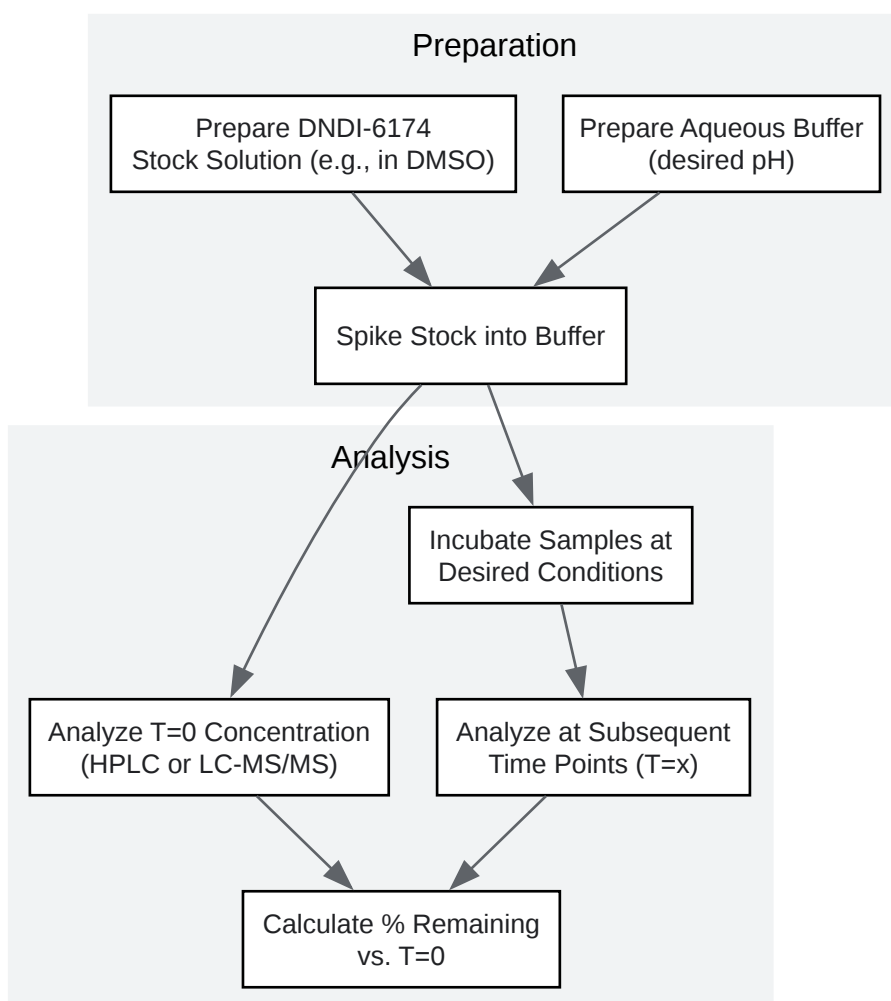 Preparation
Prepare DNDI-6174
Stock Solution (e.g., in DMSO)
Prepare Aqueous Buffer
(desired pH)
Spike Stock into Buffer
Analysis
Incubate Samples at
Desired Conditions
Analyze T=0 Concentration
(HPLC or LC-MS/MS)
Analyze at Subsequent
Time Points (T=x)
Calculate % Remaining
vs. T=0